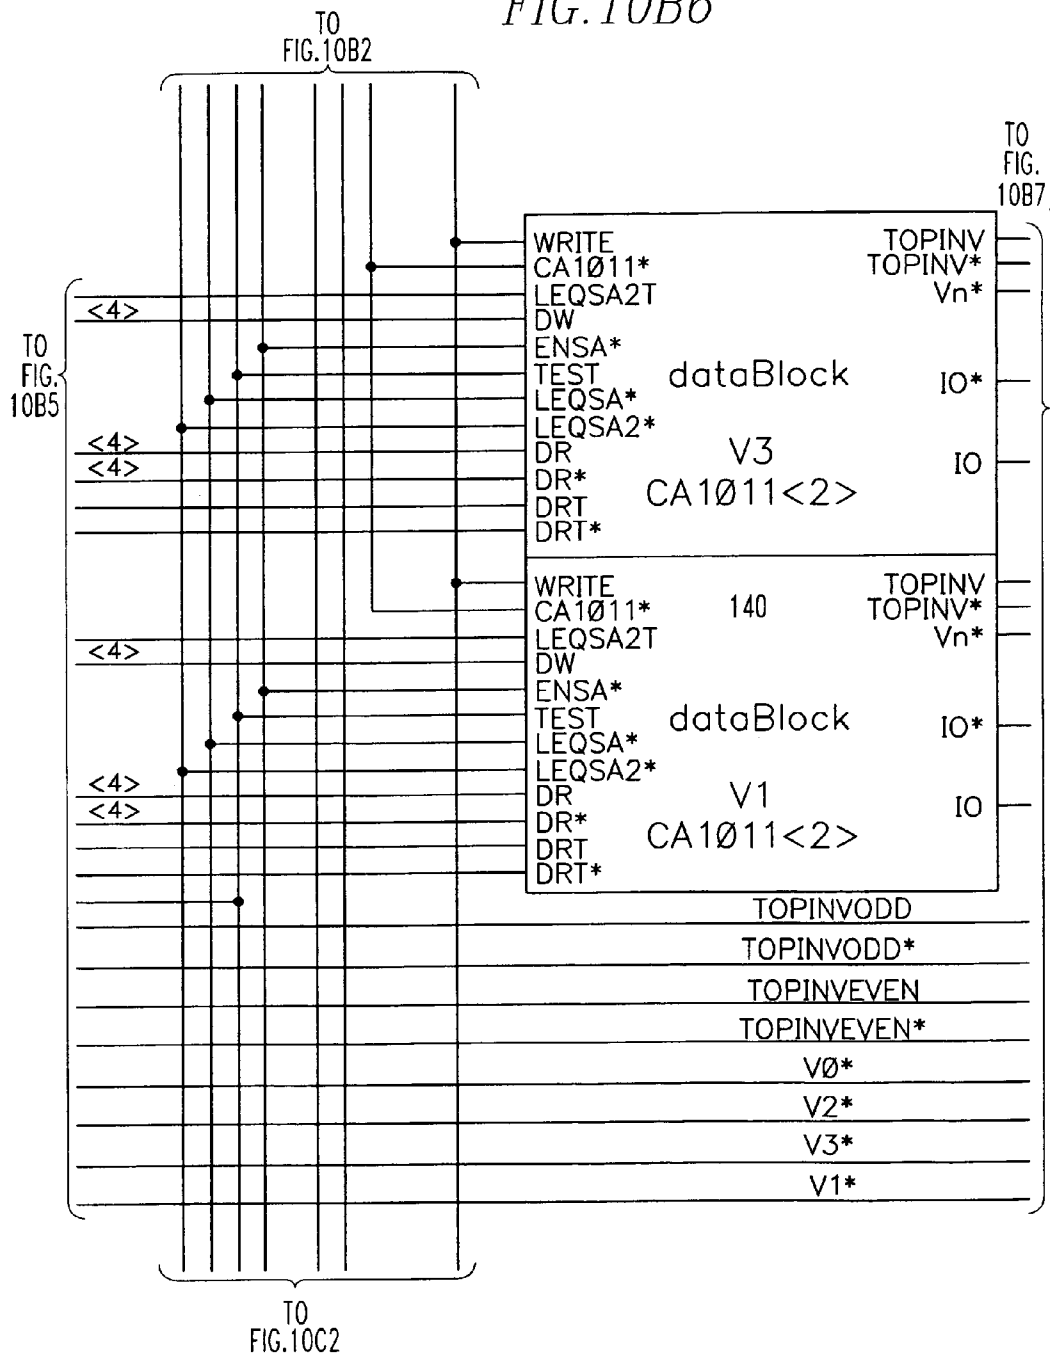 FIG. 10B6
TO
FIG.10B2
TO
FIG.
10B7
TO
FIG.
10B5
<4>
<4>
<4>
WRITE
CA1Ø11*
LEQSA2T
DW
ENSA*
TEST
LEQSA*
LEQSA2*
DR
DR*
DRT
DRT*
dataBlock
V3
CA1Ø11<2>
TOPINV
TOPINV*
Vn*
IO*
IO
<4>
<4>
<4>
WRITE
CA1Ø11*
LEQSA2T
DW
ENSA*
TEST
LEQSA*
LEQSA2*
DR
DR*
DRT
DRT*
140
dataBlock
V1
CA1Ø11<2>
TOPINV
TOPINV*
Vn*
IO*
IO
TOPINVODD
TOPINVODD*
TOPINVEVEN
TOPINVEVEN*
VØ*
V2*
V3*
V1*
TO
FIG.10C2